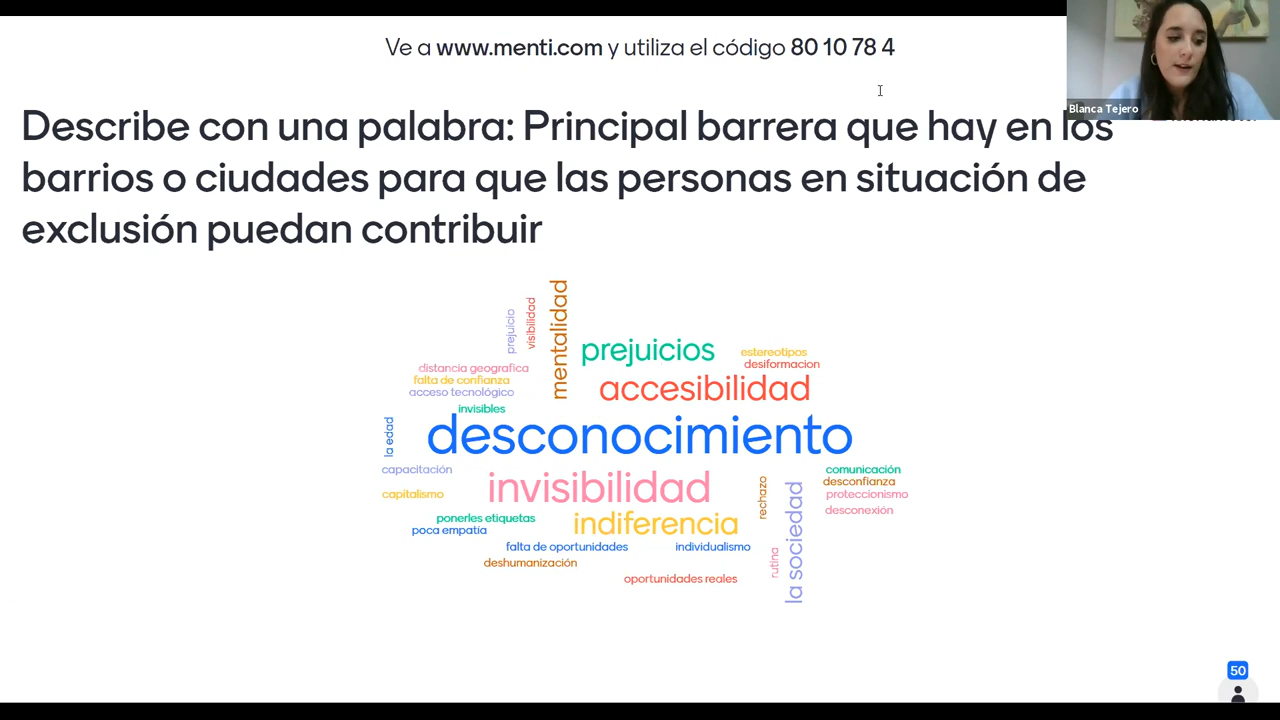 Ve a www.menti.com y utiliza el código 80 10 78 4
Blanca Tejero
Describe con una palabra: Principal barrera que hay en los
barrios o ciudades para que las personas en situación de
exclusión puedan contribuir
prejuicio
visibilidad
mentalidad
prejuicios
estereotipos
desiformacion
distancia geografica
falta de confianza
acceso tecnológico
accesibilidad
invisibles
la edad
desconocimiento
capacitación
capitalismo
invisibilidad
rechazo
la sociedad
comunicación
desconfianza
proteccionismo
desconexión
ponerles etiquetas
poca empatía
indiferencia
falta de oportunidades
individualismo
rutina
deshumanización
oportunidades reales
50